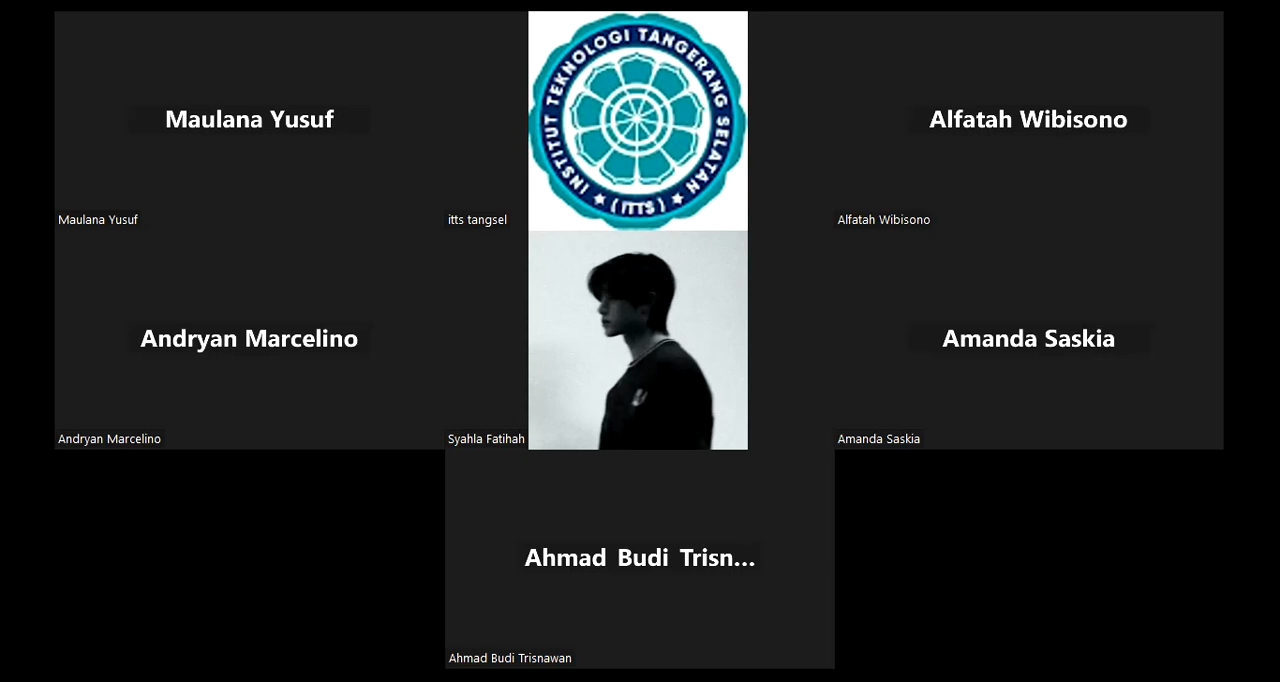 Maulana Yusuf
INSTITUT TEKNOLOGI TANGERANG SELATAN
( ITTS )
Alfatah Wibisono
Maulana Yusuf
itts tangsel
Alfatah Wibisono
Andryan Marcelino
Amanda Saskia
Andryan Marcelino
Syahla Fatihah
Amanda Saskia
Ahmad Budi Trisn...
Ahmad Budi Trisnawan